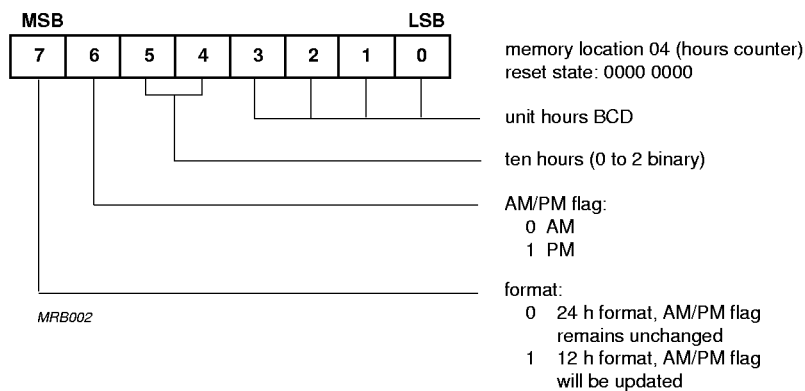 MSB LSB
7 6 5 4 3 2 1 0
memory location 04 (hours counter)
reset state: 0000 0000
unit hours BCD
ten hours (0 to 2 binary)
AM/PM flag:
0 AM
1 PM
format:
0 24 h format, AM/PM flag
remains unchanged
1 12 h format, AM/PM flag
will be updated
MRB002